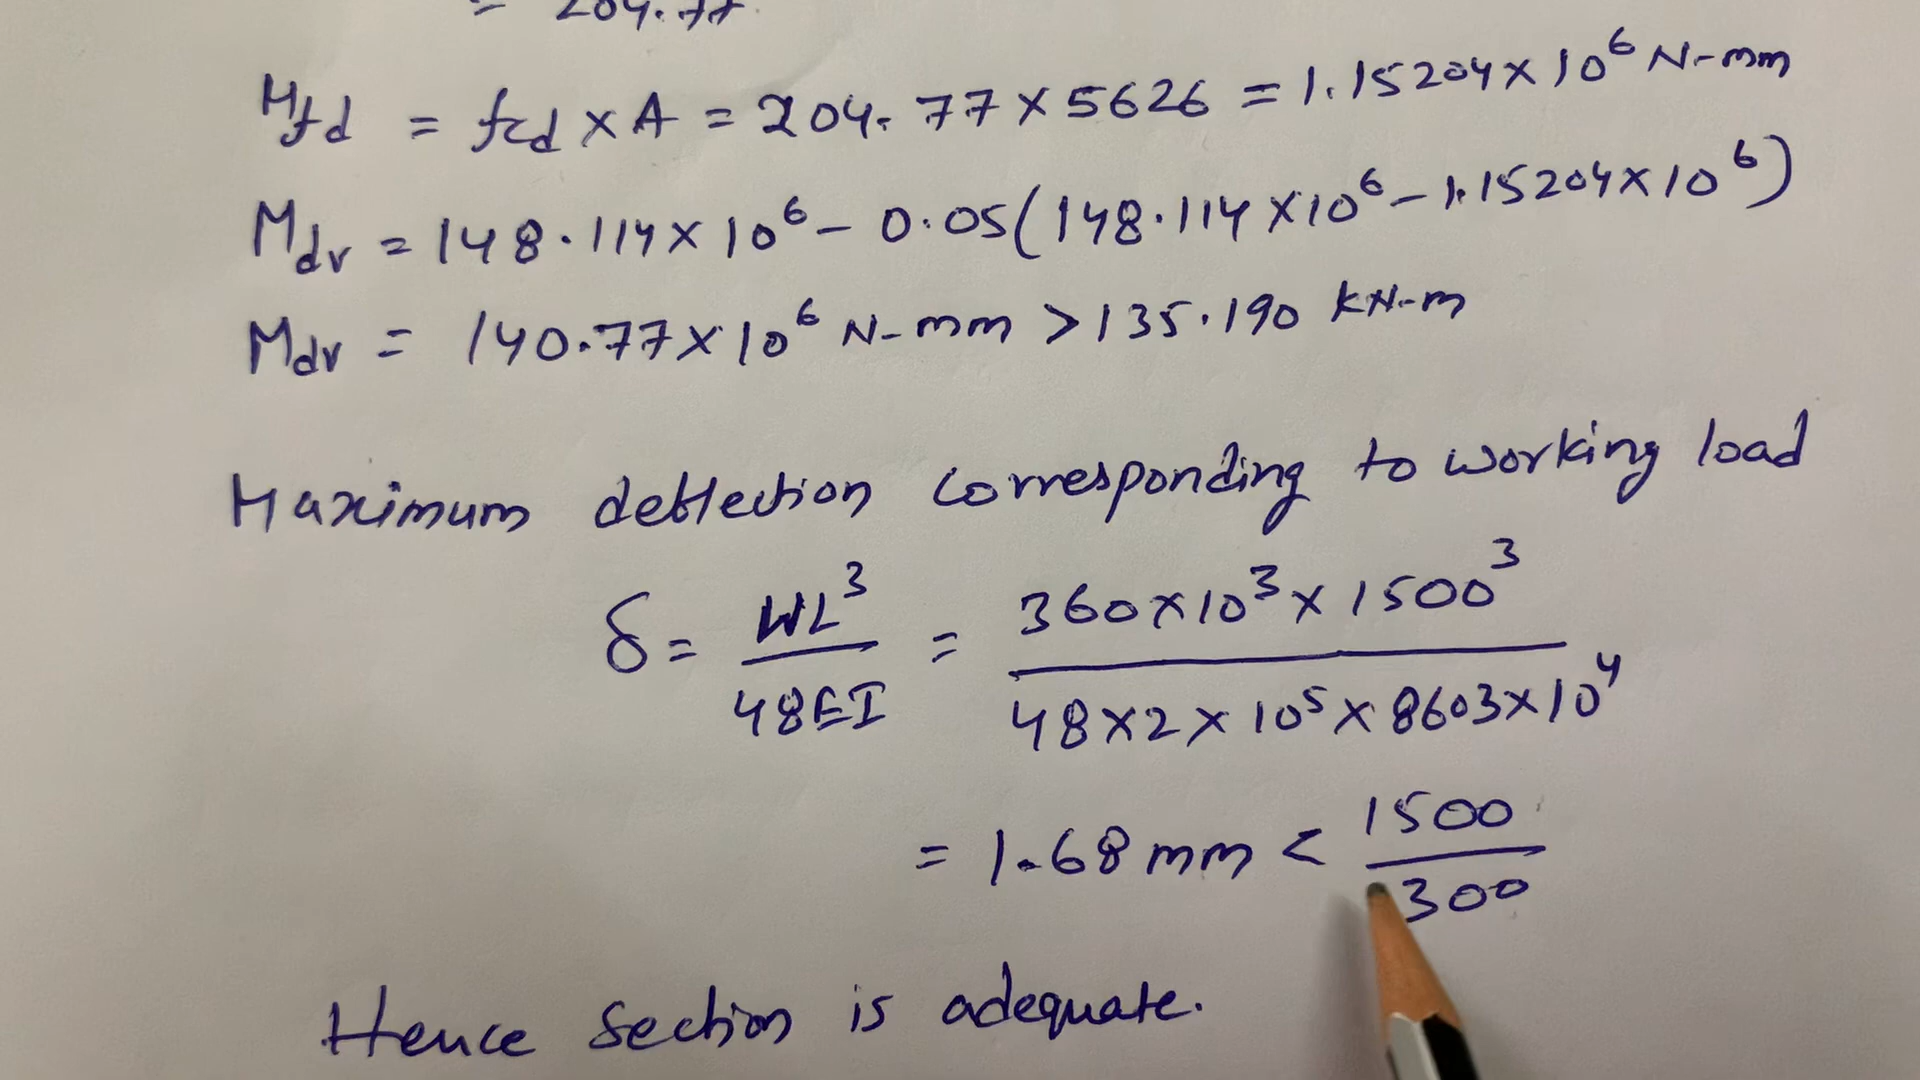 = 204.77
Mfd = fcd × A = 204.77 × 5626 = 1.15204 × 10⁶ N-mm
Mdv = 148.114 × 10⁶ - 0.05(148.114 × 10⁶ - 1.15204 × 10⁶)
Mdv = 140.77 × 10⁶ N-mm > 135.190 kN-m
Maximum deflection corresponding to working load
δ = WL³/48EI = 360×10³×1500³/48×2×10⁵×8603×10⁴
= 1.68 mm < 1500/300
Hence section is adequate.